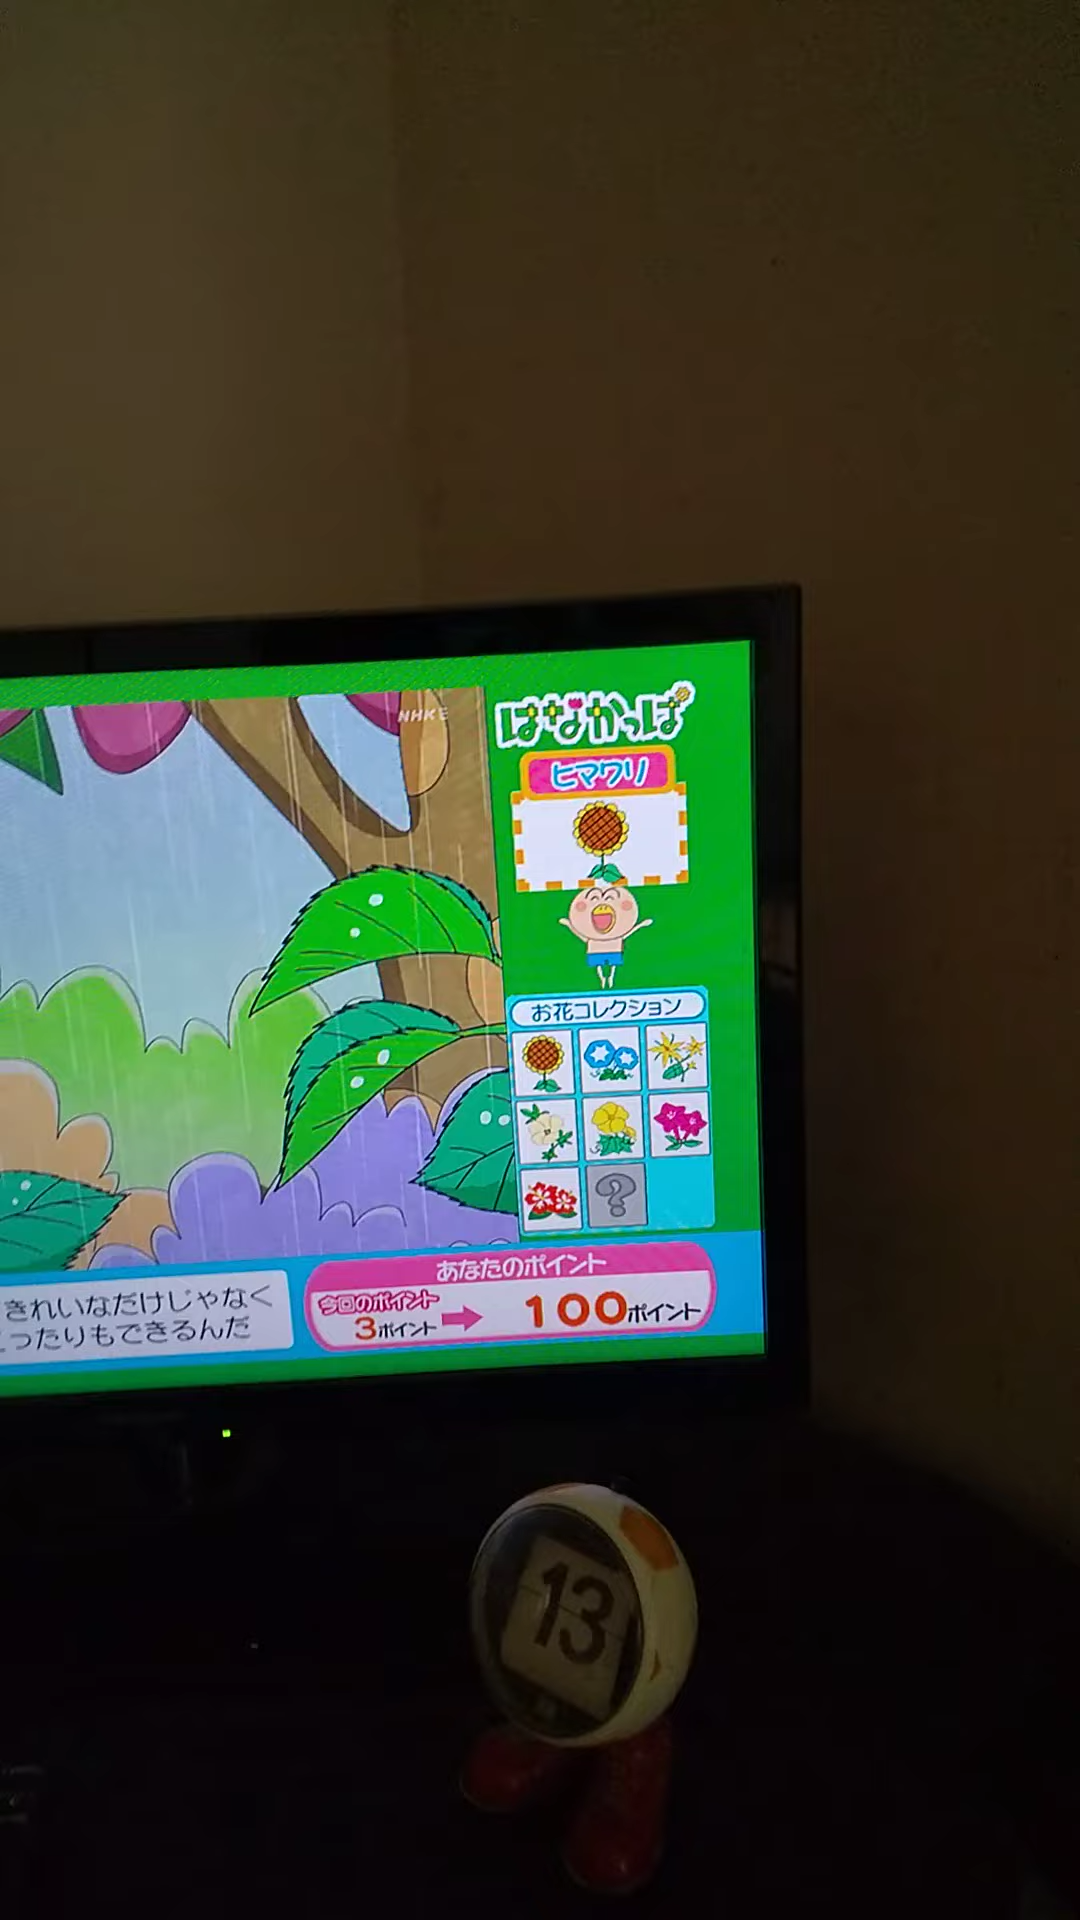 NHK E
はなかっぱ
ヒマワリ
お花コレクション
?
きれいなだけじゃなく
ったりもできるんだ
あなたのポイント
今回のポイント
3ポイント
100ポイント
13